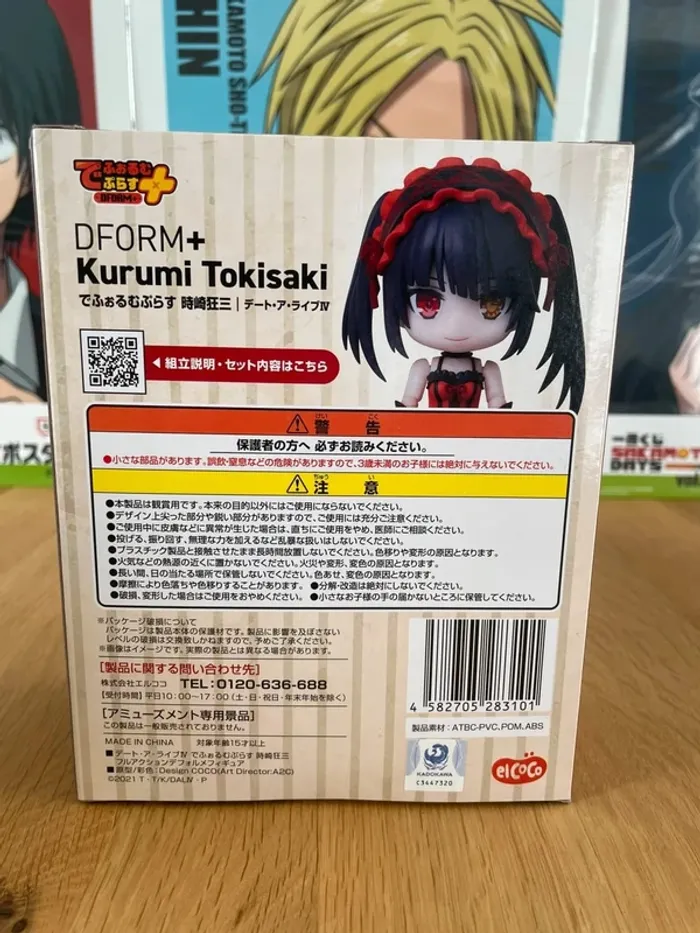 AMOTO SHO-T
HIN
でふぉるむ
ぷらす
DFORM+
DFORM+
Kurumi Tokisaki
でふぉるむぷらす 時崎狂三 | デート・ア・ライブⅣ
◀ 組立説明・セット内容はこちら
⚠警告
けい こく
保護者の方へ 必ずお読みください。
●小さな部品があります。誤飲・窒息などの危険がありますので、3歳未満のお子様には絶対に与えないでください。
⚠注意
ちゅう い
●本製品は観賞用です。本来の目的以外にはご使用にならないでください。
●デザイン上尖った部分や鋭い部分がありますので、ご使用には充分ご注意ください。
●ご使用中に皮膚などに異常が生じた場合は、直ちにご使用をやめ、医師にご相談ください。
●投げる、振り回す、無理な力を加えるなど乱暴な扱いはしないでください。
●プラスチック製品と接触させたまま長時間放置しないでください。色移りや変形の原因となります。
●火気などの熱源の近くに置かないでください。火災や変形、変色の原因となります。
●長い間、日の当たる場所で保管しないでください。色あせ、変色の原因となります。
●摩擦により色落ちや色移りすることがあります。 ●分解・改造は絶対にしないでください。
●破損、変形した場合はご使用をおやめください。 ●小さなお子様の手の届かないところに保管してください。
※パッケージ破損について
パッケージは製品本体の保護材です。製品に影響を及ぼさない
レベルの破損は交換致しかねますので、予めご了承ください。
※画像はイメージです。実際の製品とは異なる場合があります。
[製品に関する問い合わせ先]
株式会社エルココ TEL:0120-636-688
【受付時間】平日10:00〜17:00(土・日・祝日・年末年始を除く)
[アミューズメント専用景品]
この製品は一般販売されておりません。
MADE IN CHINA 対象年齢15才以上
■デート・ア・ライブⅣ でふぉるむぷらす 時崎狂三
フルアクションデフォルメフィギュア
■原型/彩色:Design COCO(Art Director:A2C)
©2021 T・T/K/DALⅣ・P
4 582705 283101
製品素材:ATBC-PVC,POM,ABS
KADOKAWA
C3447320
elCoCo
ポス
一番くじ
SAKAMOT
DAYS
vol.